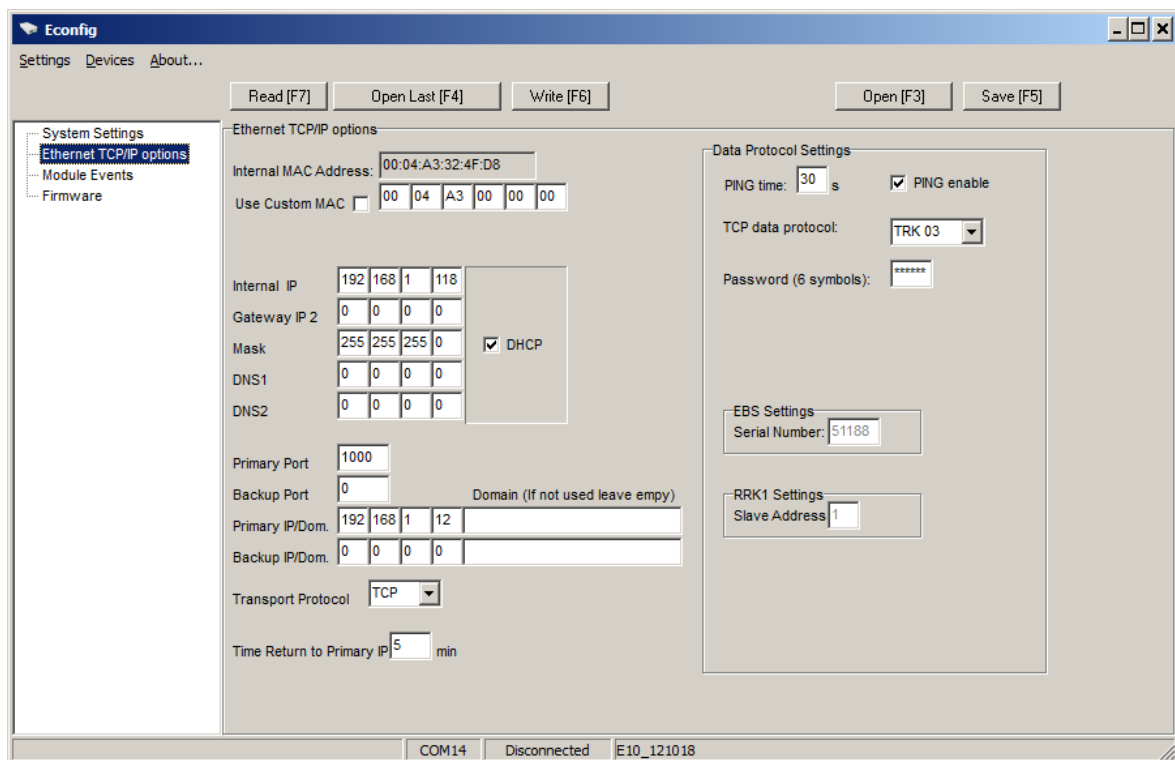 Econfig
Settings Devices About...
Read [F7] Open Last [F4] Write [F6] Open [F3] Save [F5]
System Settings
Ethernet TCP/IP options
Module Events
Firmware
Ethernet TCP/IP options
Internal MAC Address: 00:04:A3:32:4F:D8
Use Custom MAC 00 04 A3 00 00 00
Internal IP 192 168 1 118
Gateway IP 2 0 0 0 0
Mask 255 255 255 0
DHCP
DNS1 0 0 0 0
DNS2 0 0 0 0
Primary Port 1000
Backup Port 0
Domain (If not used leave empy)
Primary IP/Dom. 192 168 1 12
Backup IP/Dom. 0 0 0 0
Transport Protocol TCP
Time Return to Primary IP 5 min
Data Protocol Settings
PING time: 30 s PING enable
TCP data protocol: TRK 03
Password (6 symbols): ******
EBS Settings
Serial Number: 51188
RRK1 Settings
Slave Address 1
COM14 Disconnected E10_121018